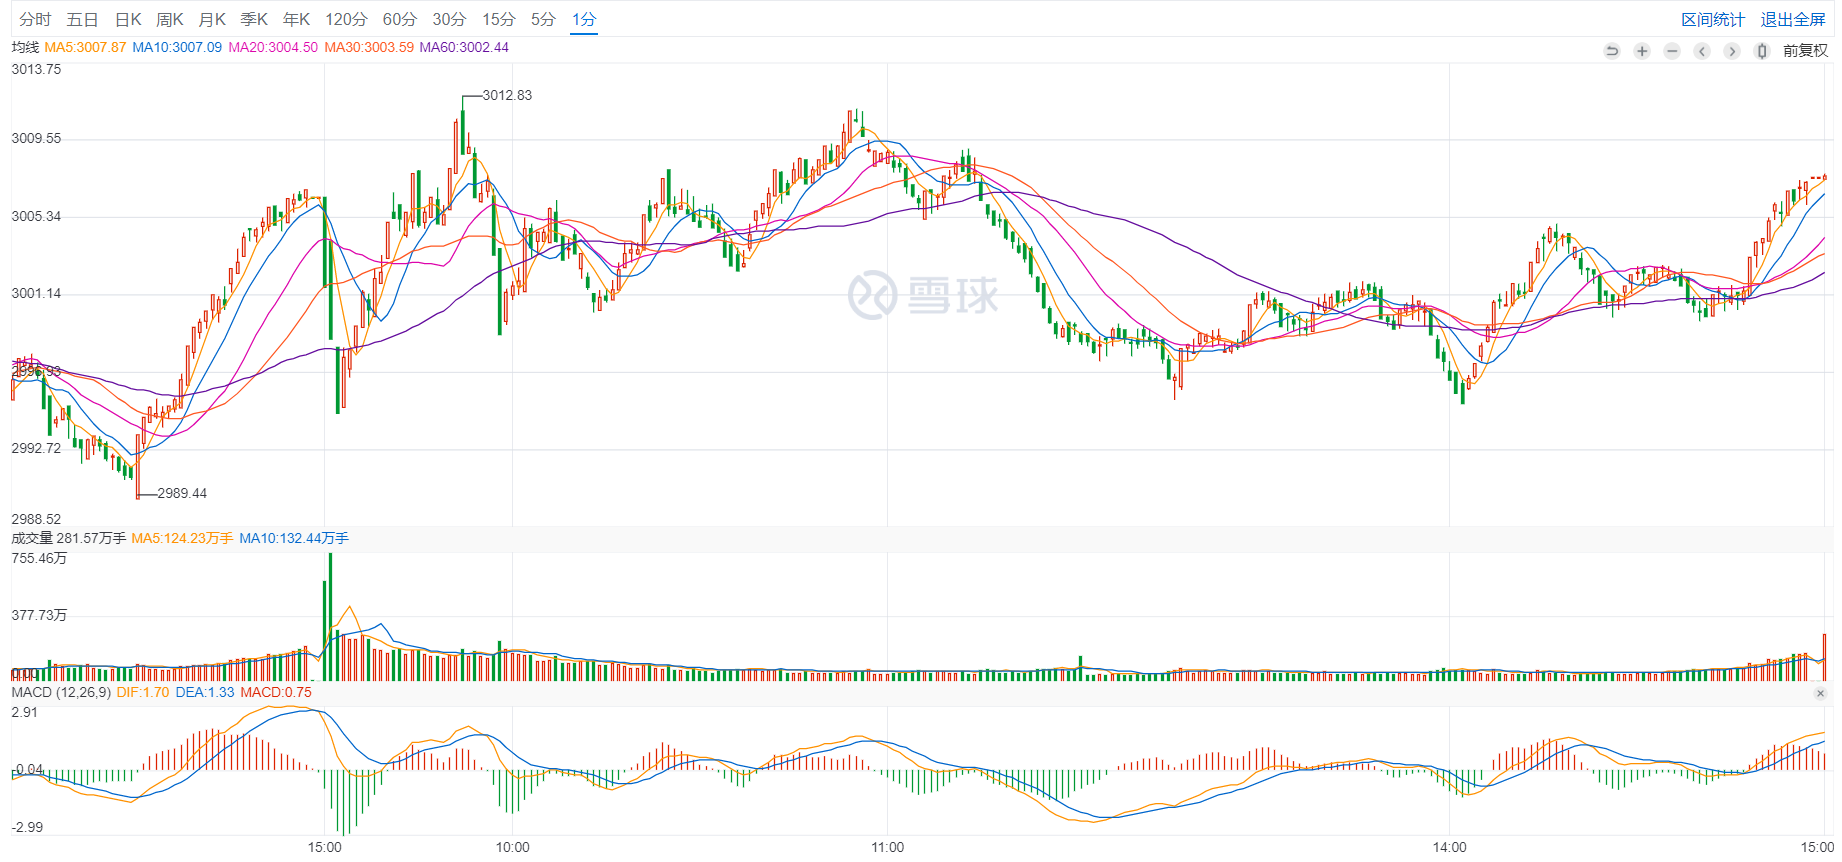 分时 五日 日K 周K 月K 季K 年K 120分 60分 30分 15分 5分 1分 区间统计 退出全屏
均线 MA5:3007.87 MA10:3007.09 MA20:3004.50 MA30:3003.59 MA60:3002.44 前复权
3013.75
3012.83
3009.55
3005.34
3001.14
雪球
2996.93
2992.72
2989.44
2988.52
成交量 281.57万手 MA5:124.23万手 MA10:132.44万手
755.46万
377.73万
0.00
MACD (12,26,9) DIF:1.70 DEA:1.33 MACD:0.75
2.91
-0.04
-2.99
15:00 10:00 11:00 14:00 15:00